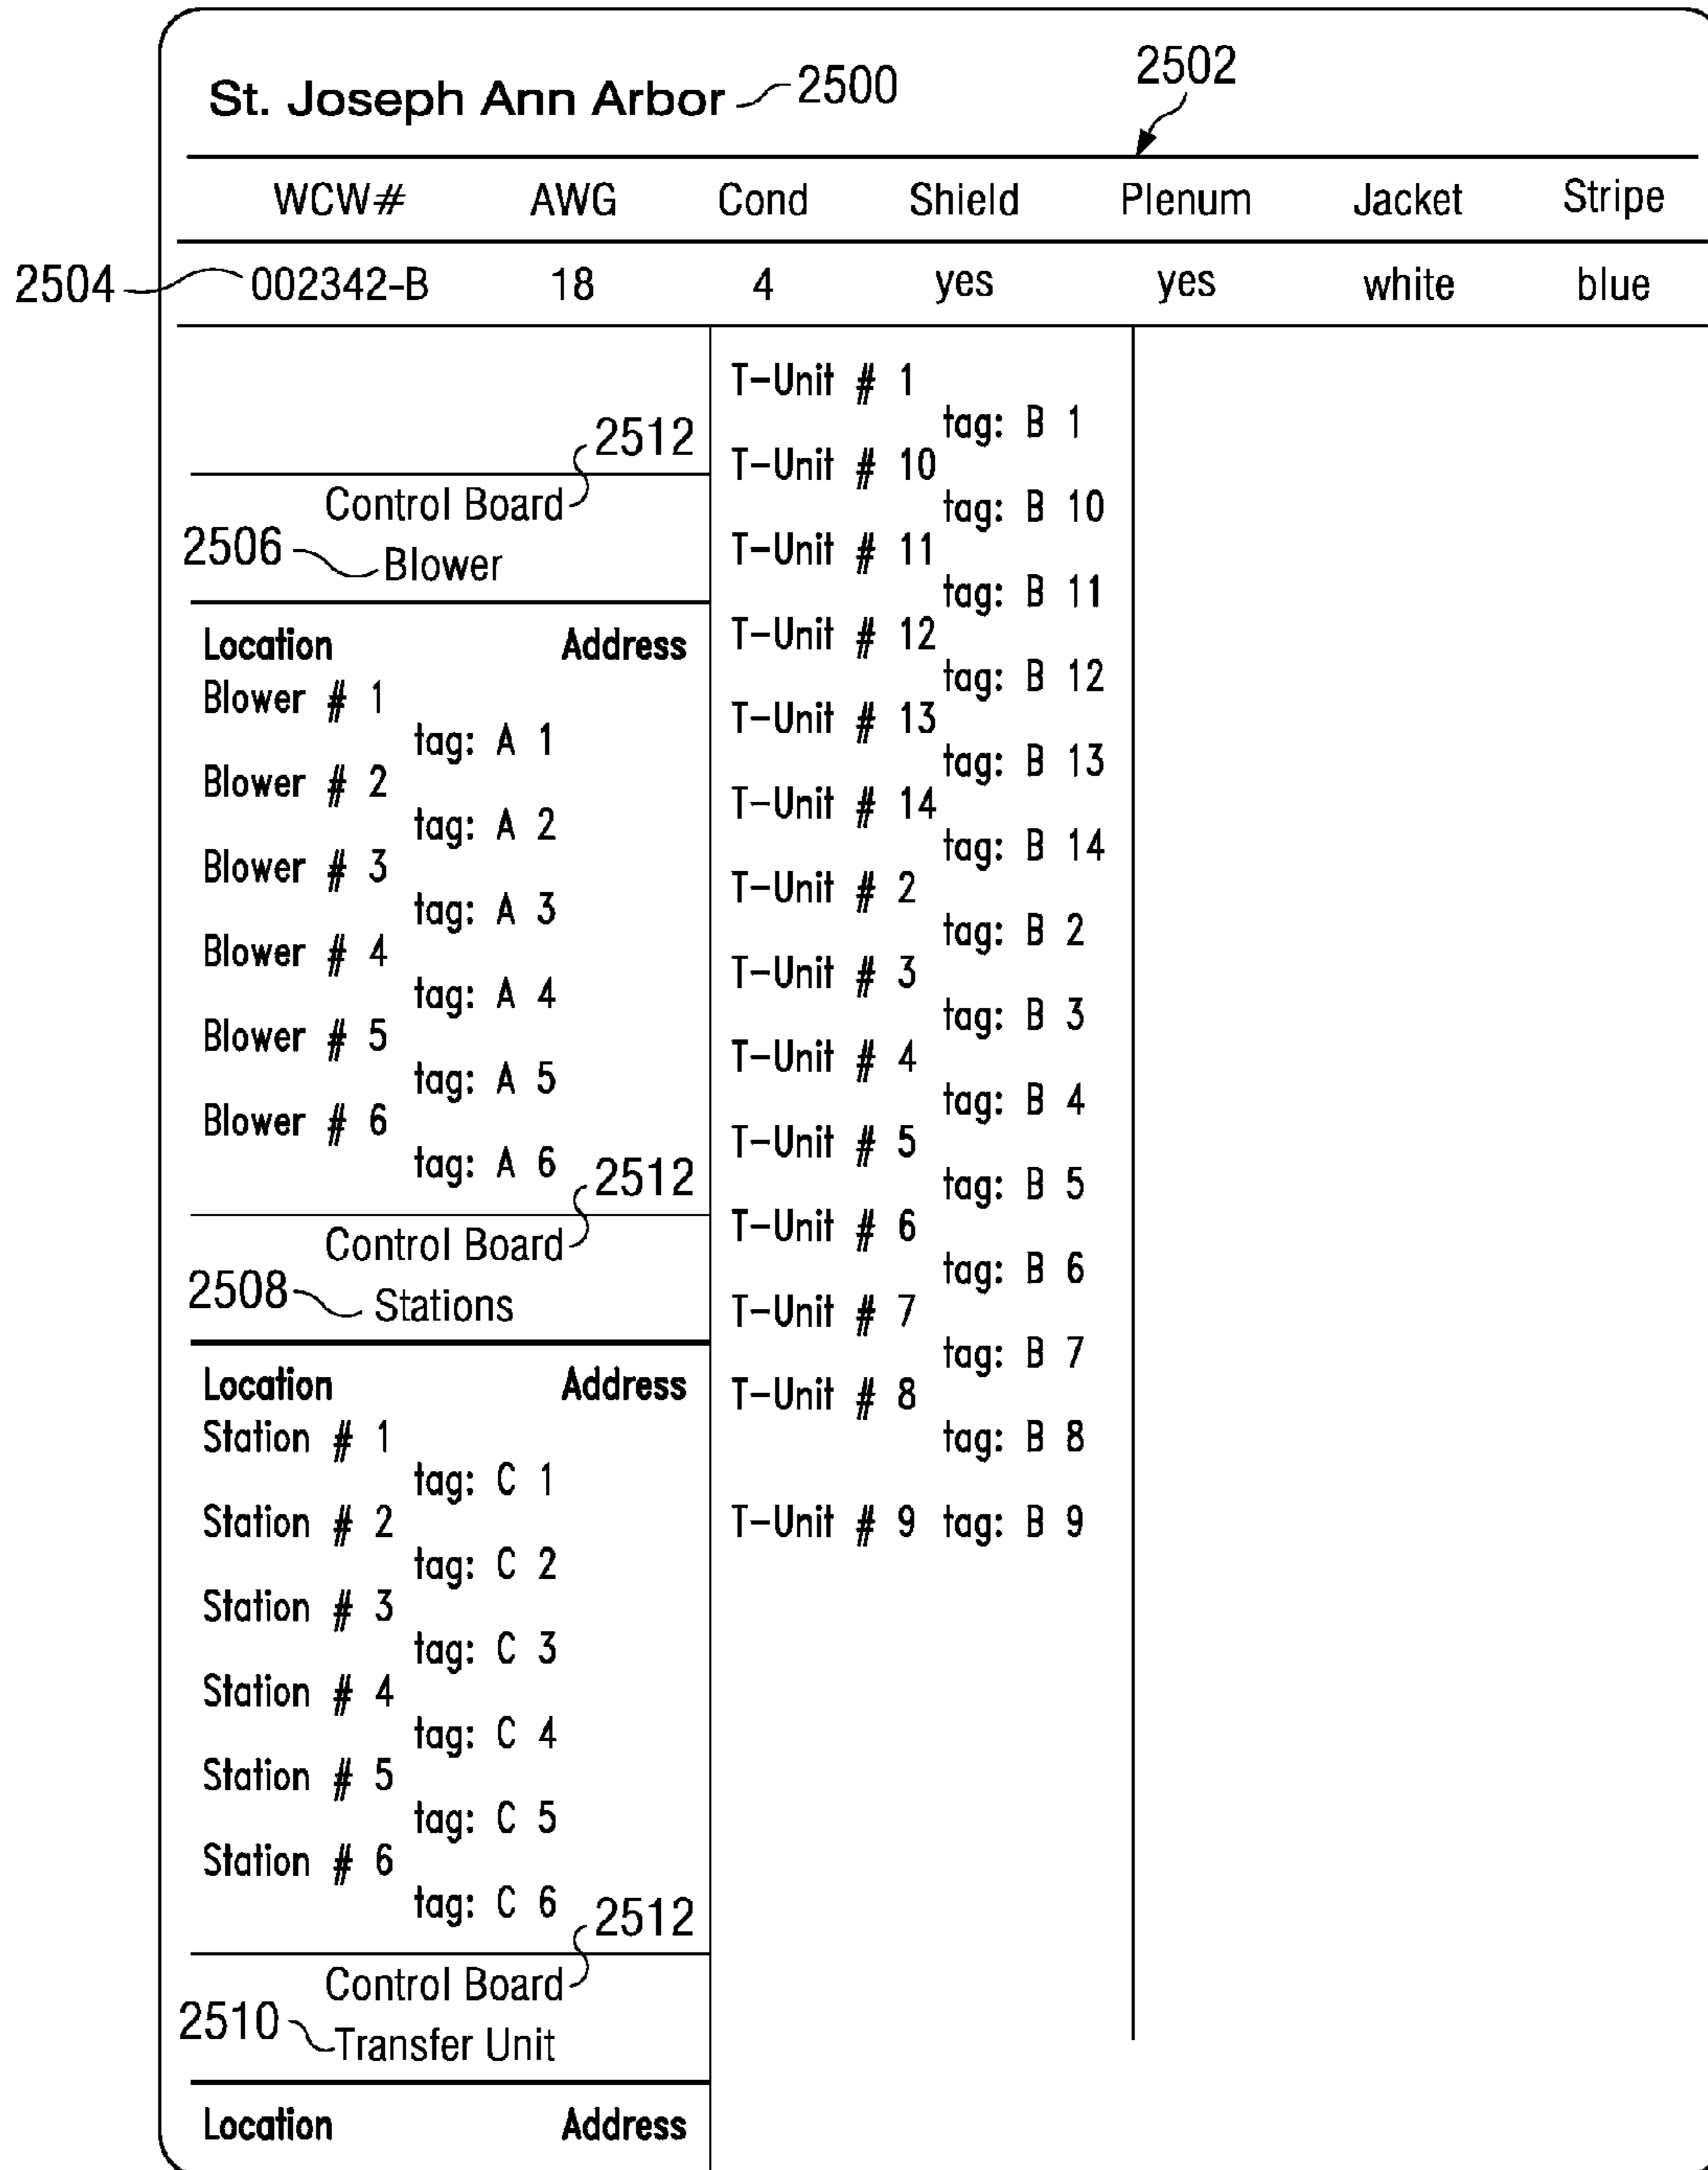 St. Joseph Ann Arbor 2500
2502
WCW# AWG Cond Shield Plenum Jacket Stripe
2504 002342-B 18 4 yes yes white blue
2512
Control Board
2506 Blower
Location Address
Blower # 1
tag: A 1
Blower # 2
tag: A 2
Blower # 3
tag: A 3
Blower # 4
tag: A 4
Blower # 5
tag: A 5
Blower # 6
tag: A 6
2512
Control Board
2508 Stations
Location Address
Station # 1
tag: C 1
Station # 2
tag: C 2
Station # 3
tag: C 3
Station # 4
tag: C 4
Station # 5
tag: C 5
Station # 6
tag: C 6
2512
Control Board
2510 Transfer Unit
Location Address
T-Unit # 1
tag: B 1
T-Unit # 10
tag: B 10
T-Unit # 11
tag: B 11
T-Unit # 12
tag: B 12
T-Unit # 13
tag: B 13
T-Unit # 14
tag: B 14
T-Unit # 2
tag: B 2
T-Unit # 3
tag: B 3
T-Unit # 4
tag: B 4
T-Unit # 5
tag: B 5
T-Unit # 6
tag: B 6
T-Unit # 7
tag: B 7
T-Unit # 8
tag: B 8
T-Unit # 9 tag: B 9